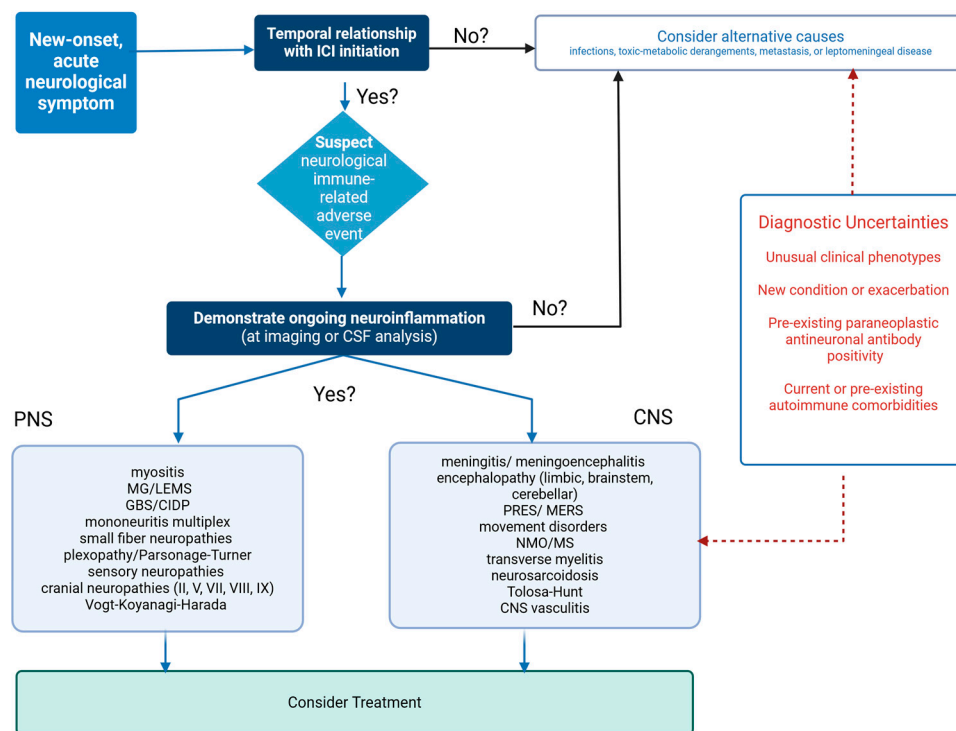 New-onset,
acute
neurological
symptom
Temporal relationship
with ICI initiation
No?
Consider alternative causes
infections, toxic-metabolic derangements, metastasis, or leptomeningeal disease
Yes?
Suspect
neurological
immune-
related
adverse
event
Demonstrate ongoing neuroinflammation
(at imaging or CSF analysis)
No?
Diagnostic Uncertainties
Unusual clinical phenotypes
New condition or exacerbation
Pre-existing paraneoplastic
antineuronal antibody
positivity
Current or pre-existing
autoimmune comorbidities
Yes?
PNS
myositis
MG/LEMS
GBS/CIDP
mononeuritis multiplex
small fiber neuropathies
plexopathy/Parsonage-Turner
sensory neuropathies
cranial neuropathies (II, V, VII, VIII, IX)
Vogt-Koyanagi-Harada
CNS
meningitis/ meningoencephalitis
encephalopathy (limbic, brainstem,
cerebellar)
PRES/ MERS
movement disorders
NMO/MS
transverse myelitis
neurosarcoidosis
Tolosa-Hunt
CNS vasculitis
Consider Treatment